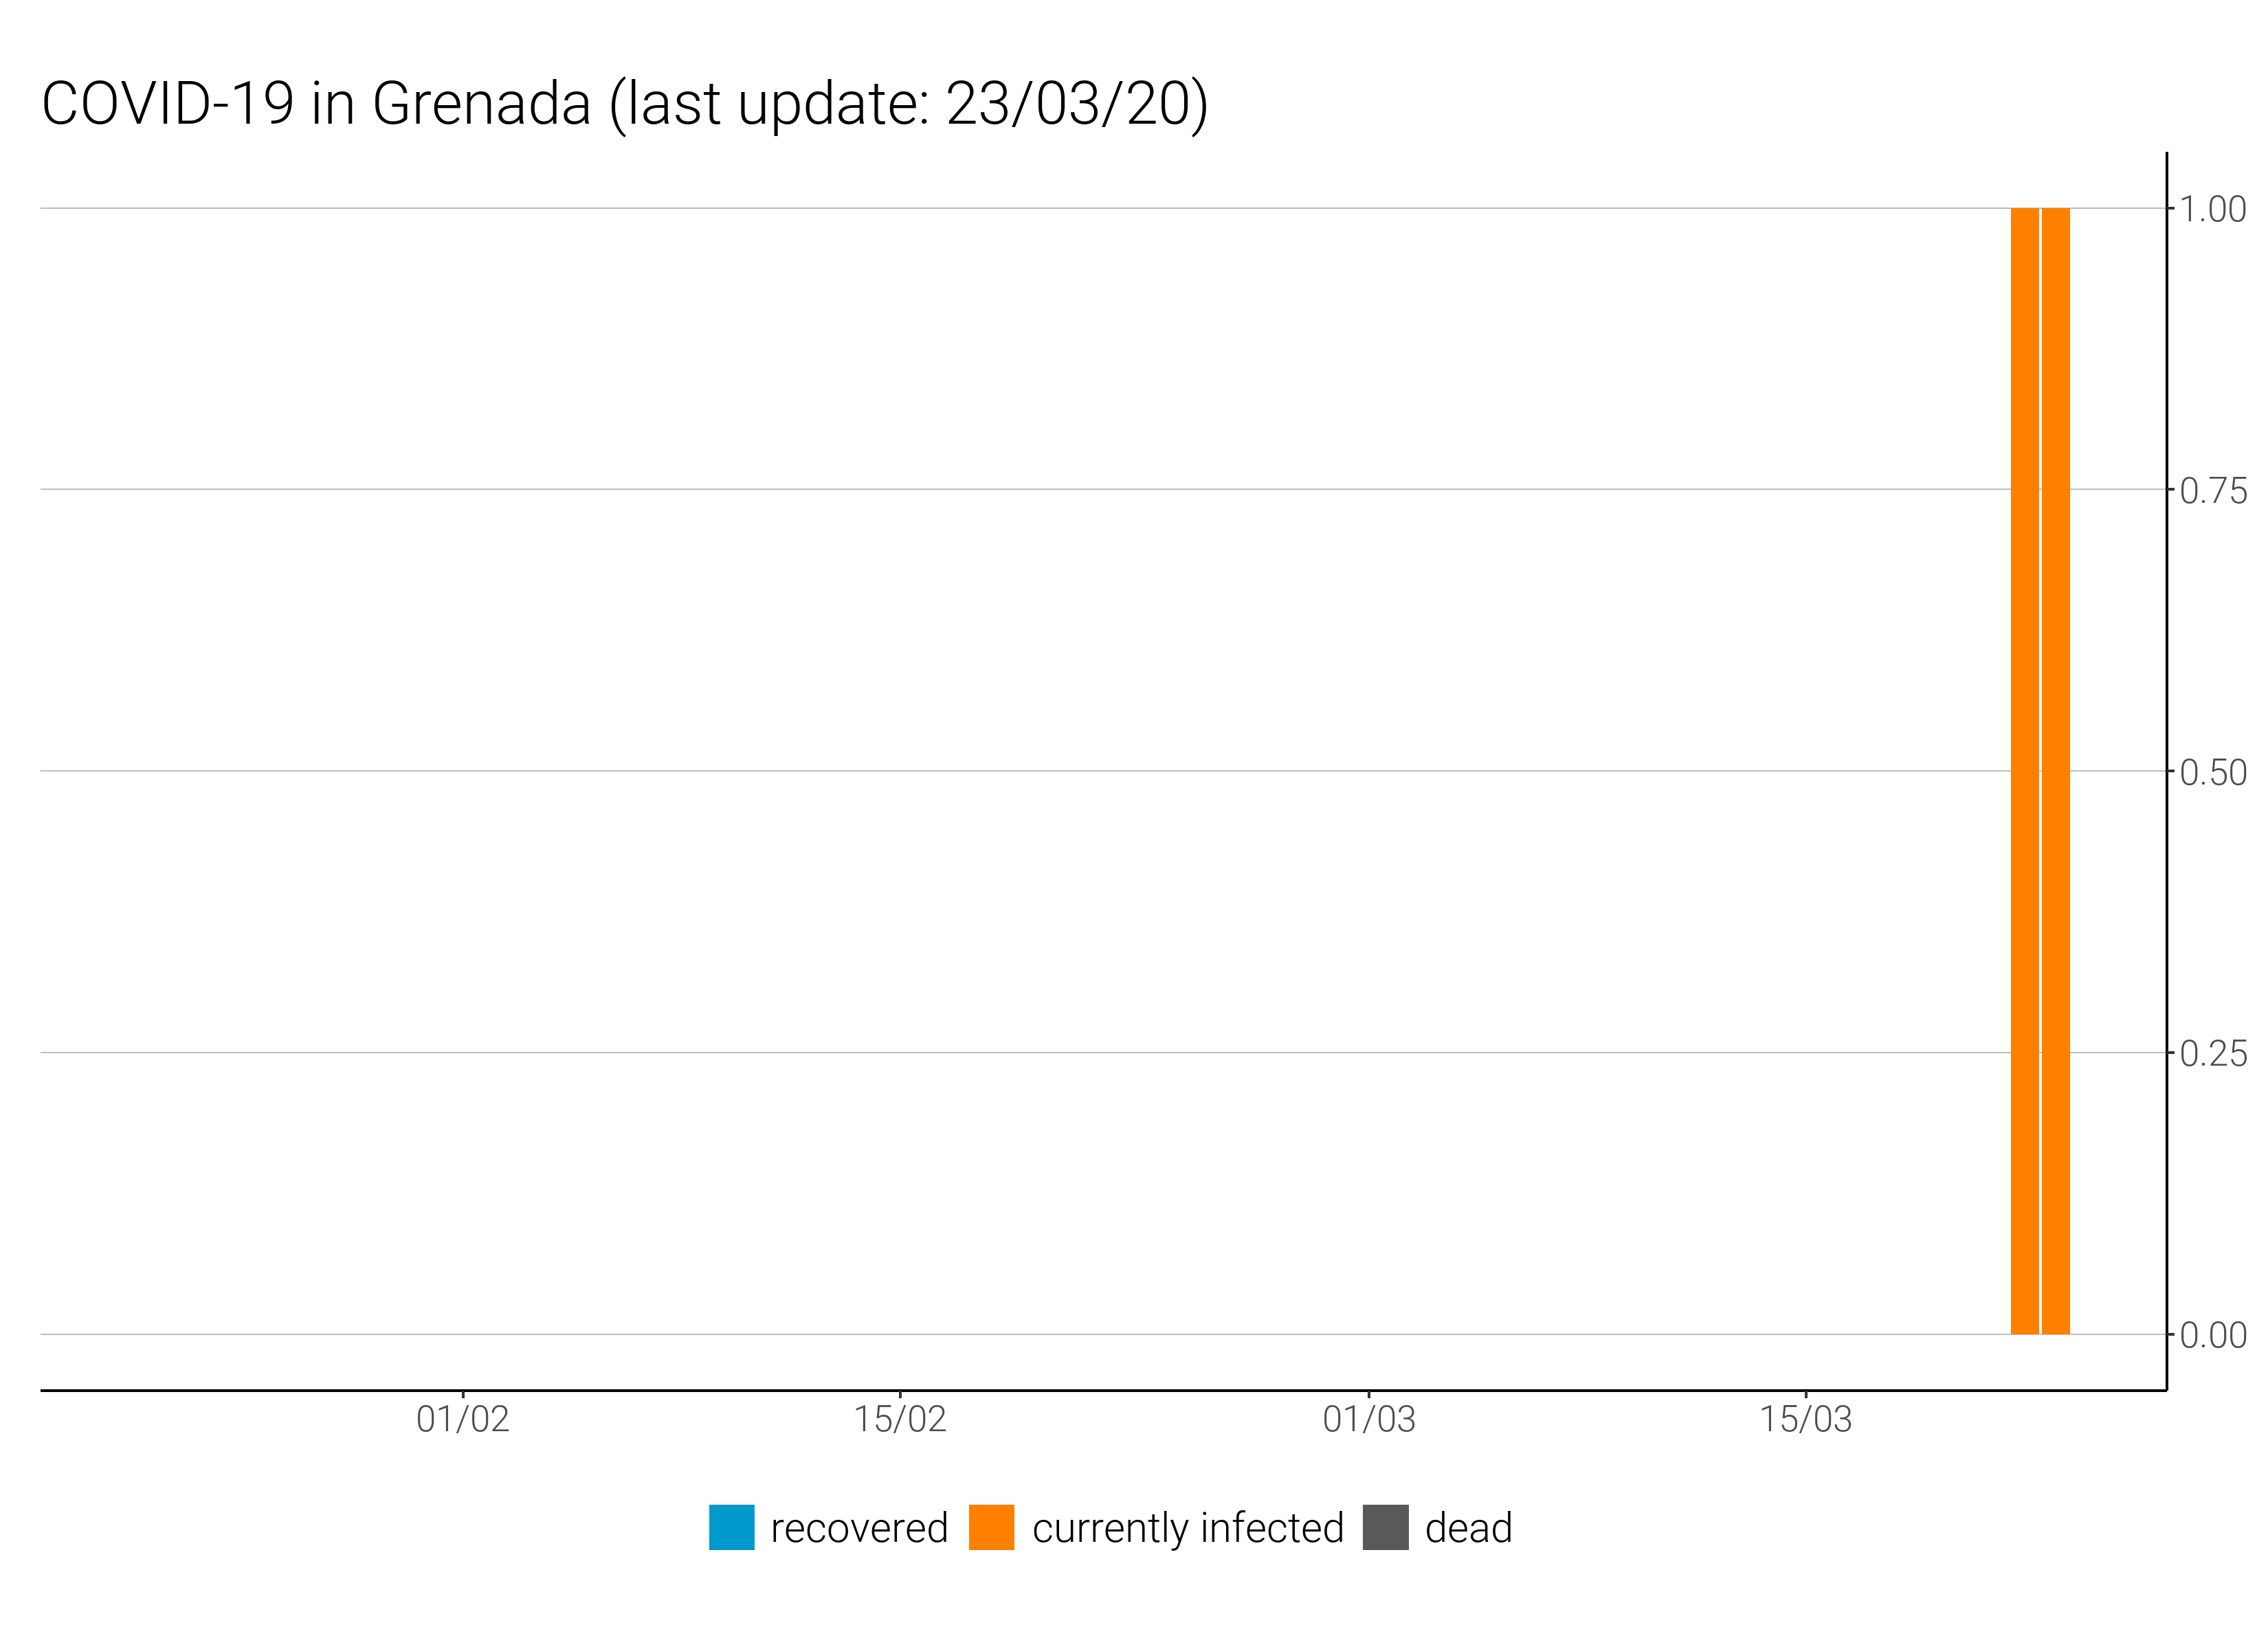 COVID-19 in Grenada (last update: 23/03/20)
1.00
0.75
0.50
0.25
0.00
01/02 15/02 01/03 15/03
recovered currently infected dead